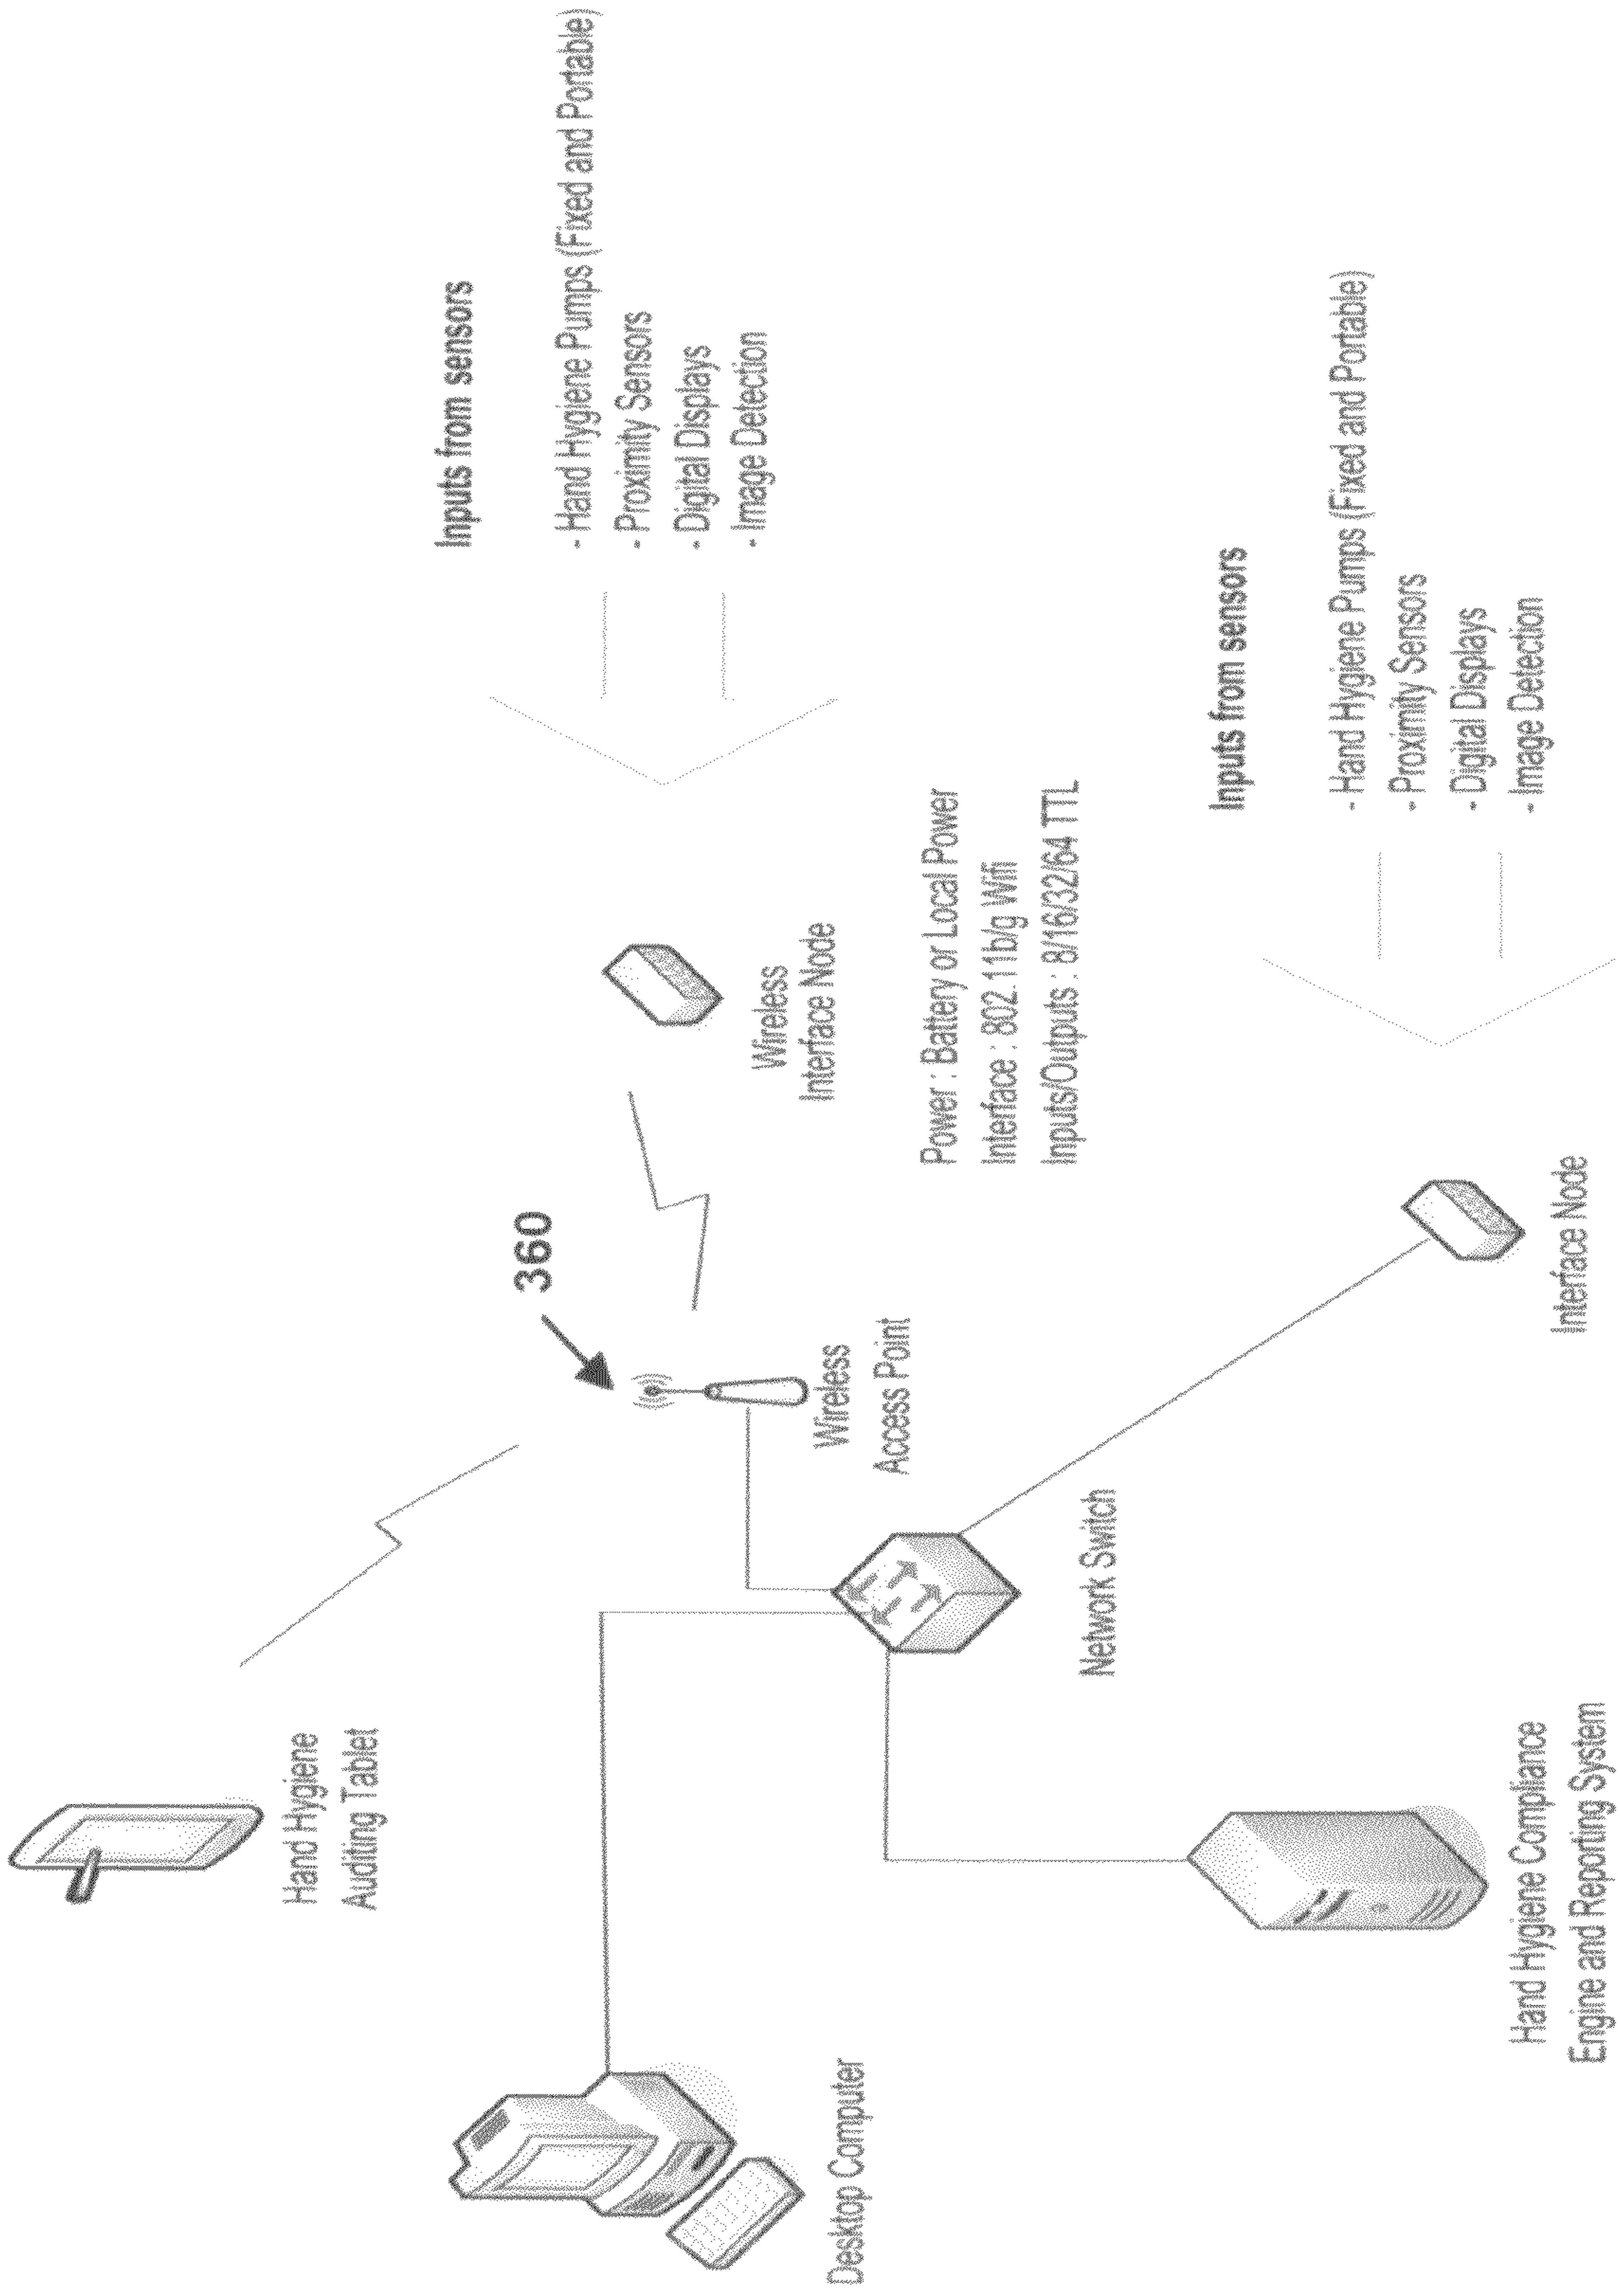 Hand Hygiene
Auditing Tablet
Desktop Computer
360
Wireless
Access Point
Network Switch
Hand Hygiene Compliance
Engine and Reporting System
Wireless
Interface Node
Power : Battery or Local Power
Interface : 802.11b/g Wifi
Inputs/Outputs : 8/16/32/64 TTL
Interface Node
Inputs from sensors
- Hand Hygiene Pumps (Fixed and Portable)
- Proximity Sensors
- Digital Displays
- Image Detection
Inputs from sensors
- Hand Hygiene Pumps (Fixed and Portable)
- Proximity Sensors
- Digital Displays
- Image Detection